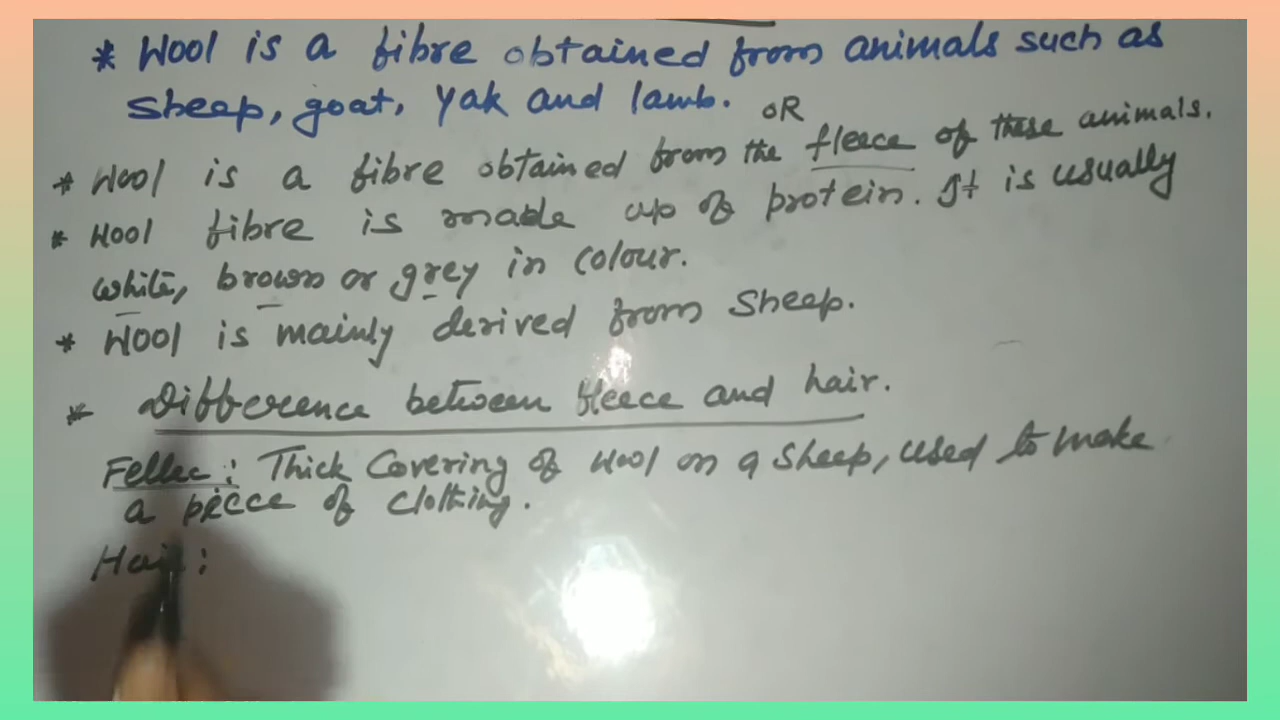 * Wool is a fibre obtained from animals such as
sheep, goat, yak and lamb. OR
* Wool is a fibre obtained from the fleece of these animals.
* Wool fibre is made up of protein. It is usually
white, brown or grey in colour.
* Wool is mainly derived from Sheep.
* Difference between fleece and hair.
Fellec: Thick Covering of wool on a sheep, used to make
a piece of clothing.
Hair: